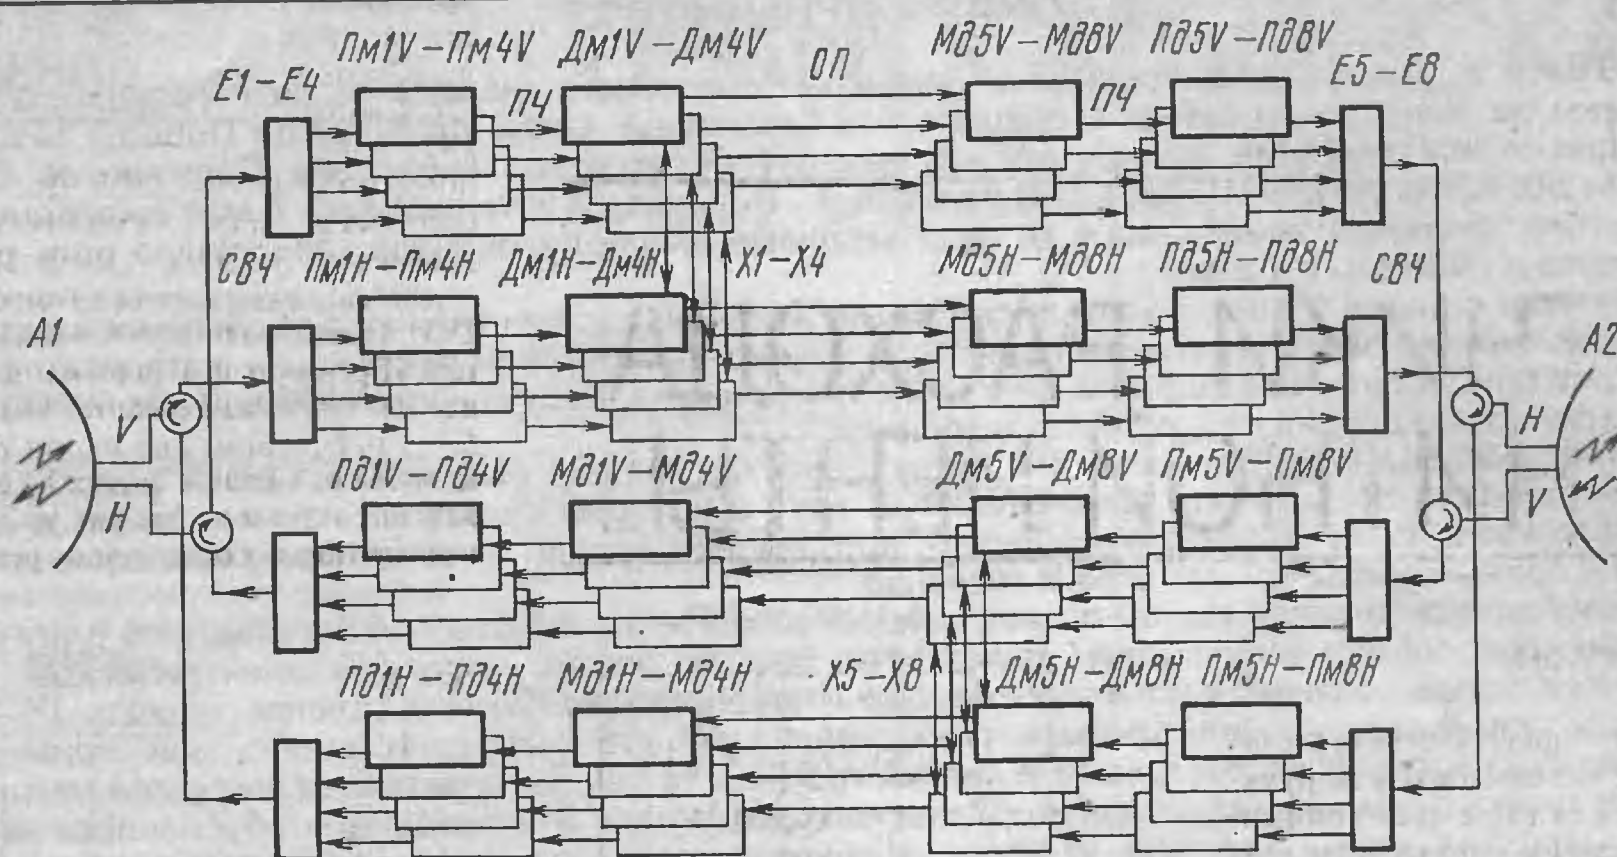 Пм1V – Пм4V
Дм1V – Дм4V
ОП
Мд5V – Мд8V
Пд5V – Пд8V
Е1 – Е4
ПЧ
ПЧ
Е5 – Е8
СВЧ
Пм1Н – Пм4Н
Дм1Н – Дм4Н
Х1 – Х4
Мд5Н – Мд8Н
Пд5Н – Пд8Н
СВЧ
А1
А2
V
Н
Пд1V – Пд4V
Мд1V – Мд4V
Дм5V – Дм8V
Пм5V – Пм8V
Н
V
Пд1Н – Пд4Н
Мд1Н – Мд4Н
Х5 – Х8
Дм5Н – Дм8Н
Пм5Н – Пм8Н